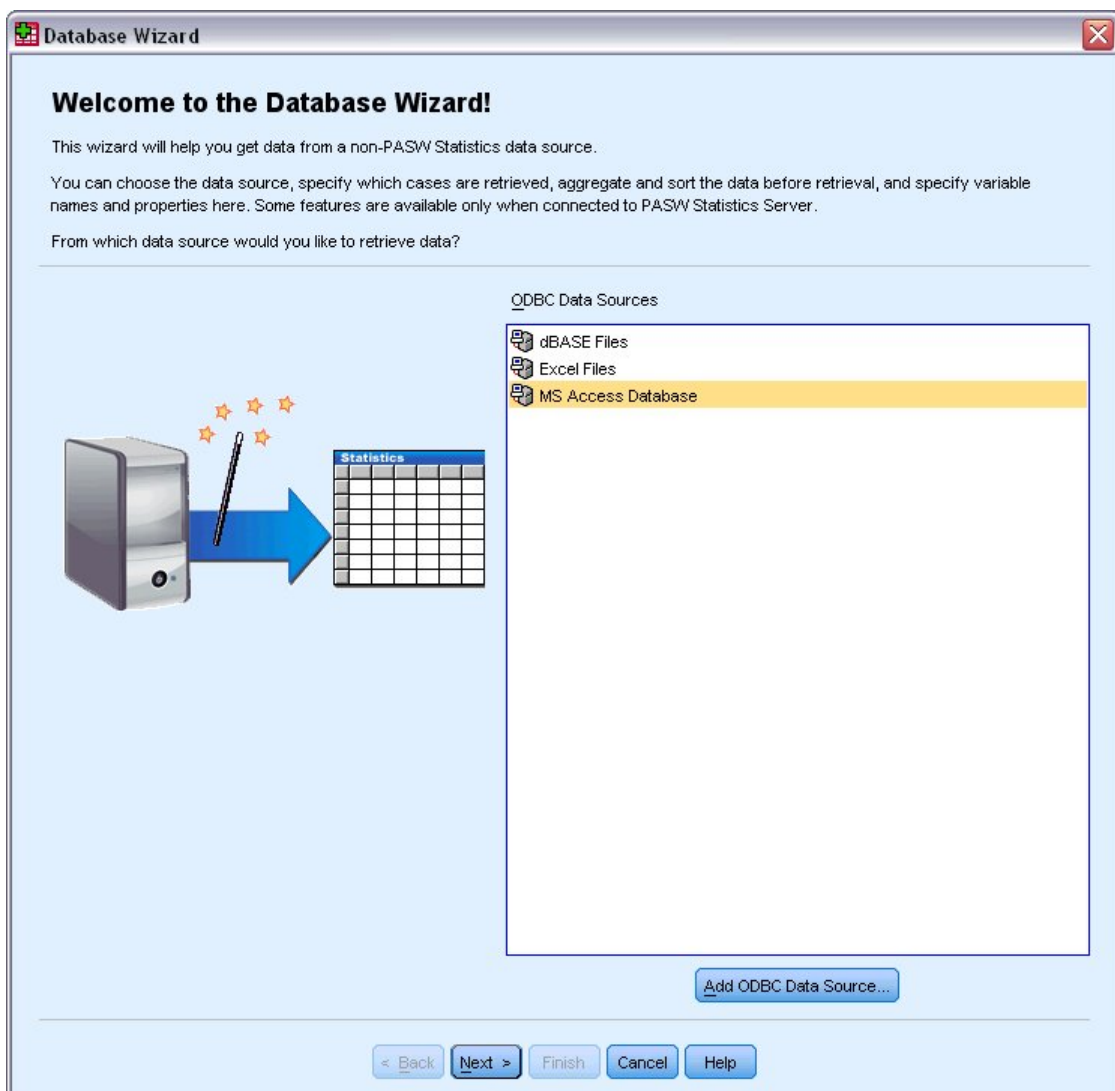 Database Wizard
Welcome to the Database Wizard!
This wizard will help you get data from a non-PASW Statistics data source.
You can choose the data source, specify which cases are retrieved, aggregate and sort the data before retrieval, and specify variable
names and properties here. Some features are available only when connected to PASW Statistics Server.
From which data source would you like to retrieve data?
ODBC Data Sources
dBASE Files
Excel Files
MS Access Database
Statistics
Add ODBC Data Source...
< Back
Next >
Finish
Cancel
Help